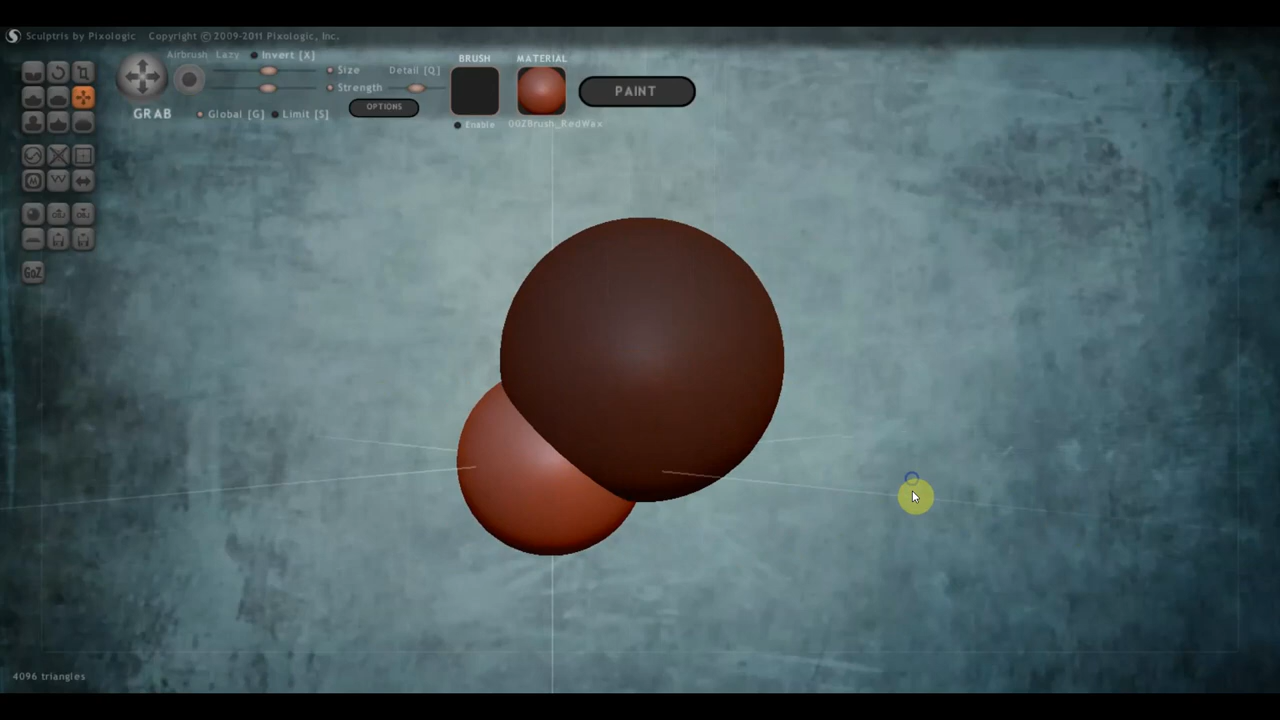 Sculptris by Pixologic Copyright © 2009-2011 Pixologic, Inc.
Airbrush Lazy Invert [X]
Size Detail [Q]
Strength
OPTIONS
GRAB Global [G] Limit [S]
BRUSH MATERIAL
Enable 00ZBrush_RedWax
PAINT
GoZ
4096 triangles